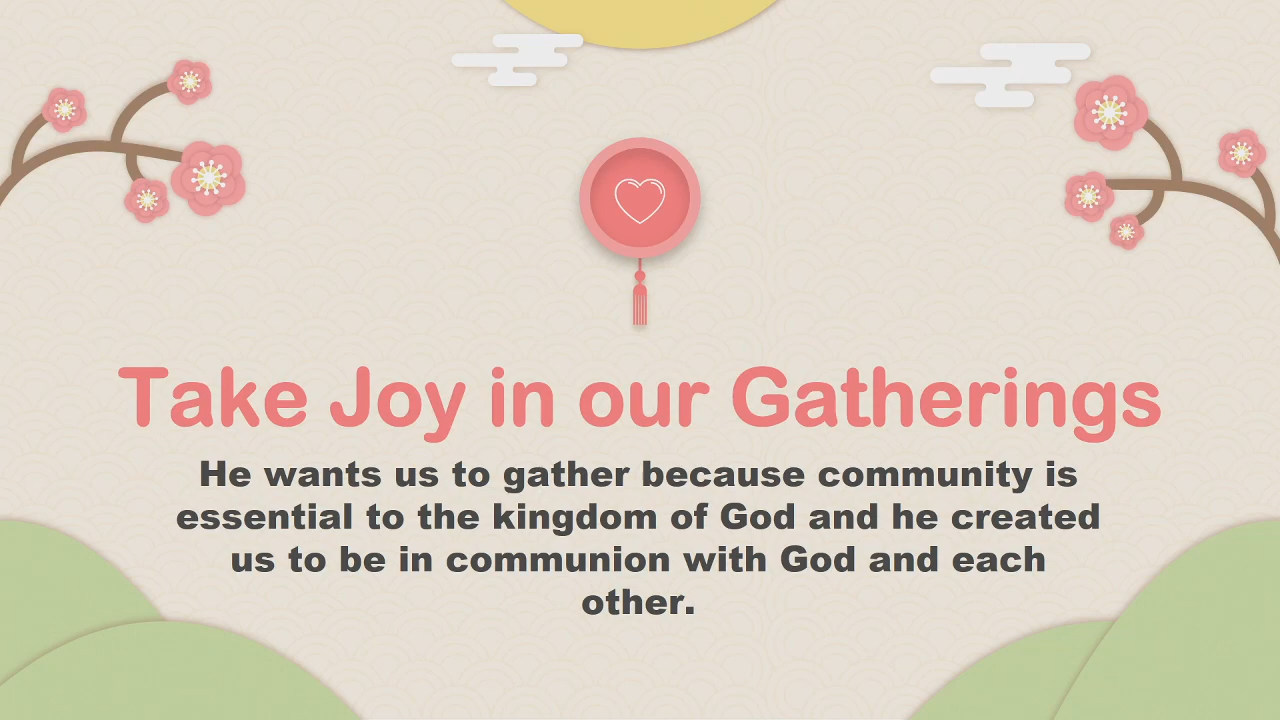 Take Joy in our Gatherings
He wants us to gather because community is
essential to the kingdom of God and he created
us to be in communion with God and each
other.